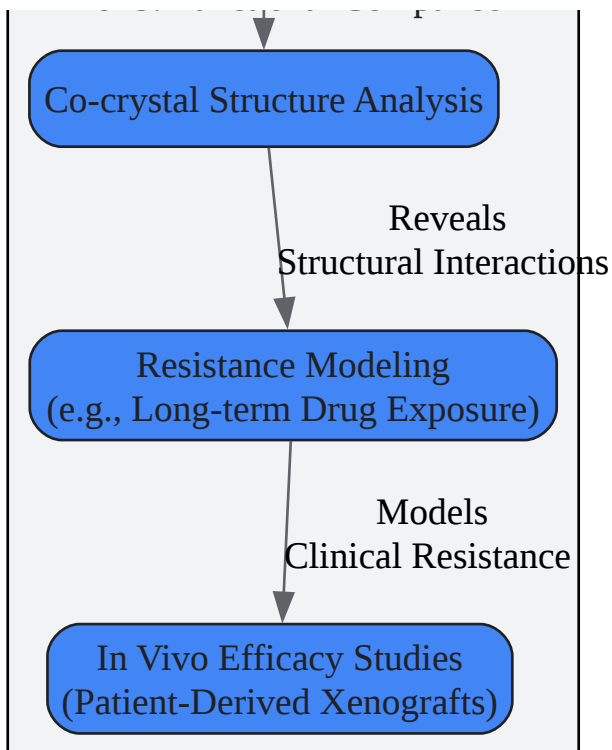 Co-crystal Structure Analysis
Reveals
Structural Interactions
Resistance Modeling
(e.g., Long-term Drug Exposure)
Models
Clinical Resistance
In Vivo Efficacy Studies
(Patient-Derived Xenografts)